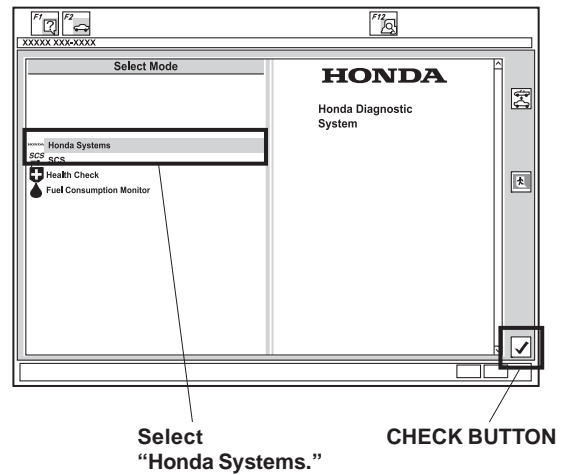 F1
?
F2
F12
XXXXX XXX-XXXX
Select Mode
HONDA
Honda Diagnostic
System
HONDA Honda Systems
SCS SCS
Health Check
Fuel Consumption Monitor
Select
“Honda Systems.”
CHECK BUTTON